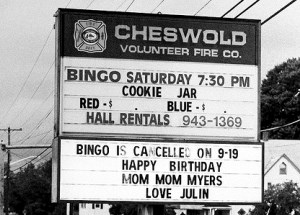 CHESWOLD
VOLUNTEER FIRE CO.
BINGO SATURDAY 7:30 PM
COOKIE JAR
RED -$ . BLUE -$ .
HALL RENTALS 943-1369
BINGO IS CANCELLED ON 9-19
HAPPY BIRTHDAY
MOM MOM MYERS
LOVE JULIN